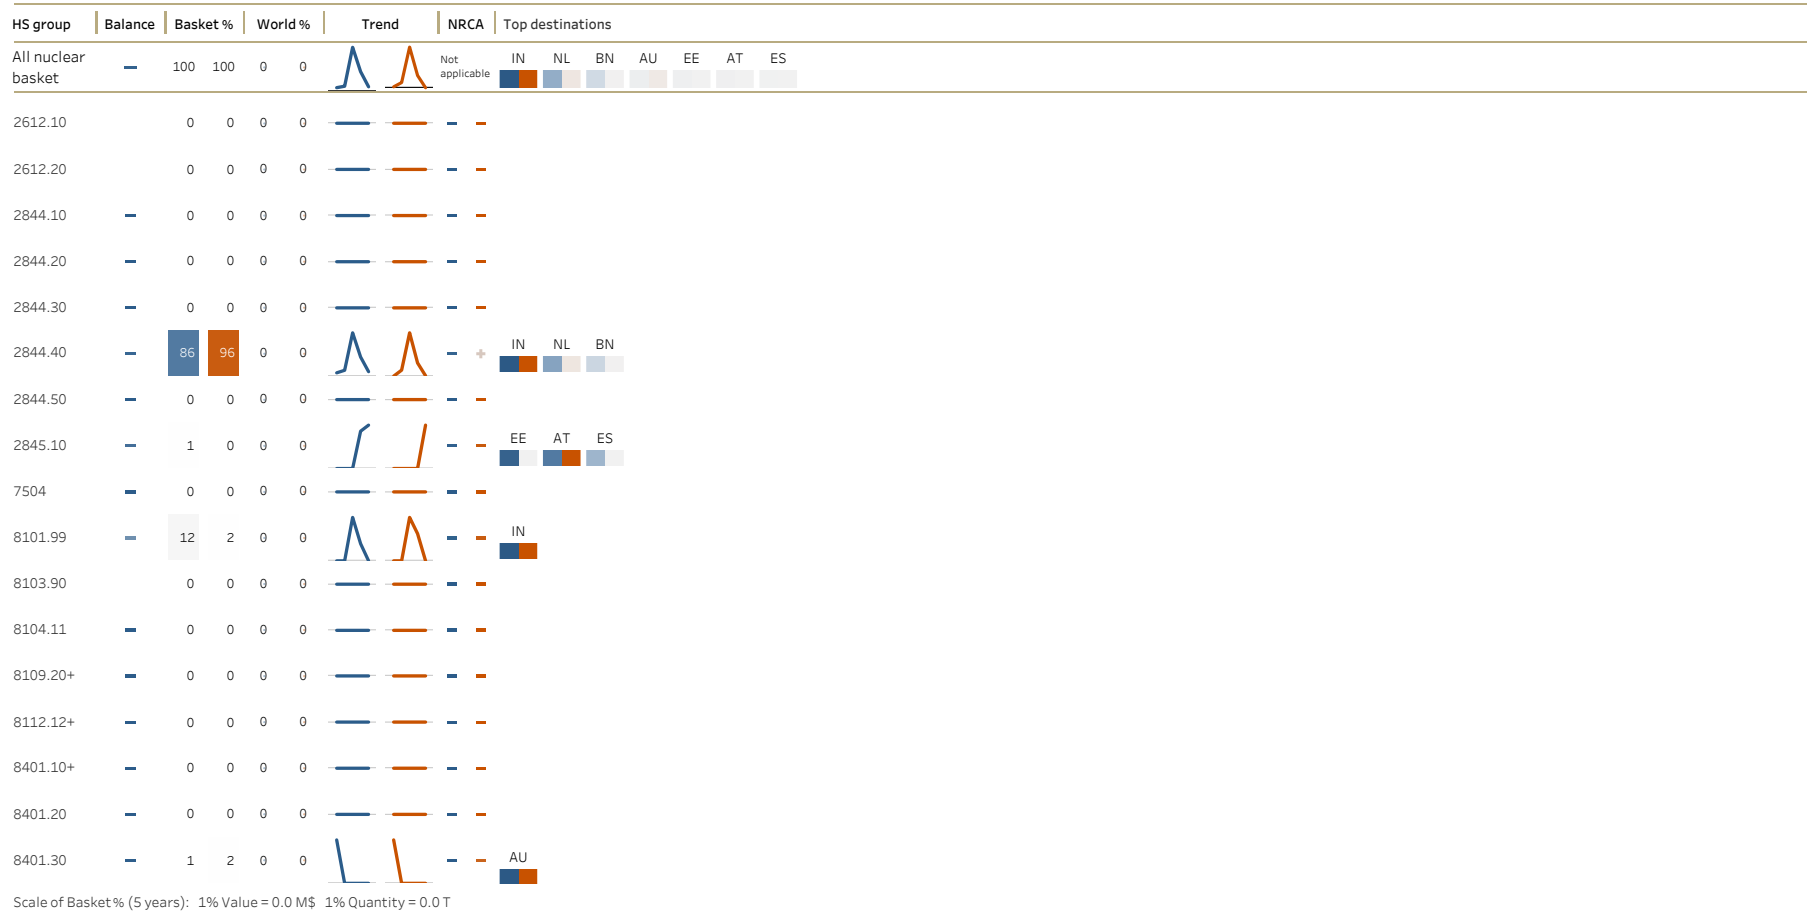 HS group Balance Basket % World % Trend NRCA Top destinations
All nuclear basket 100 100 0 0 Not applicable IN NL BN AU EE AT ES
2612.10 0 0 0 0
2612.20 0 0 0 0
2844.10 0 0 0 0
2844.20 0 0 0 0
2844.30 0 0 0 0
2844.40 86 96 0 0 IN NL BN
2844.50 0 0 0 0
2845.10 1 0 0 0 EE AT ES
7504 0 0 0 0
8101.99 12 2 0 0 IN
8103.90 0 0 0 0
8104.11 0 0 0 0
8109.20+ 0 0 0 0
8112.12+ 0 0 0 0
8401.10+ 0 0 0 0
8401.20 0 0 0 0
8401.30 1 2 0 0 AU
Scale of Basket% (5 years): 1% Value = 0.0 M$ 1% Quantity = 0.0 T